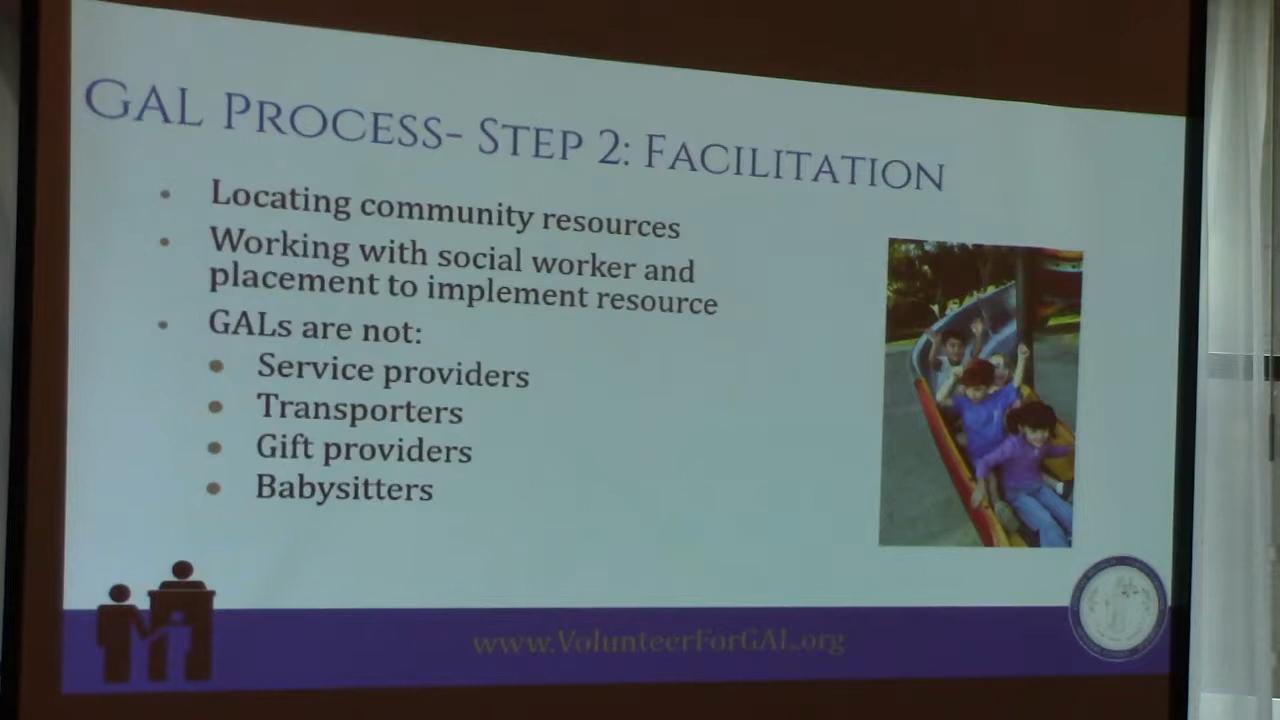 GAL PROCESS- STEP 2: FACILITATION
• Locating community resources
• Working with social worker and
placement to implement resource
• GALs are not:
• Service providers
• Transporters
• Gift providers
• Babysitters
www.VolunteerForGAL.org